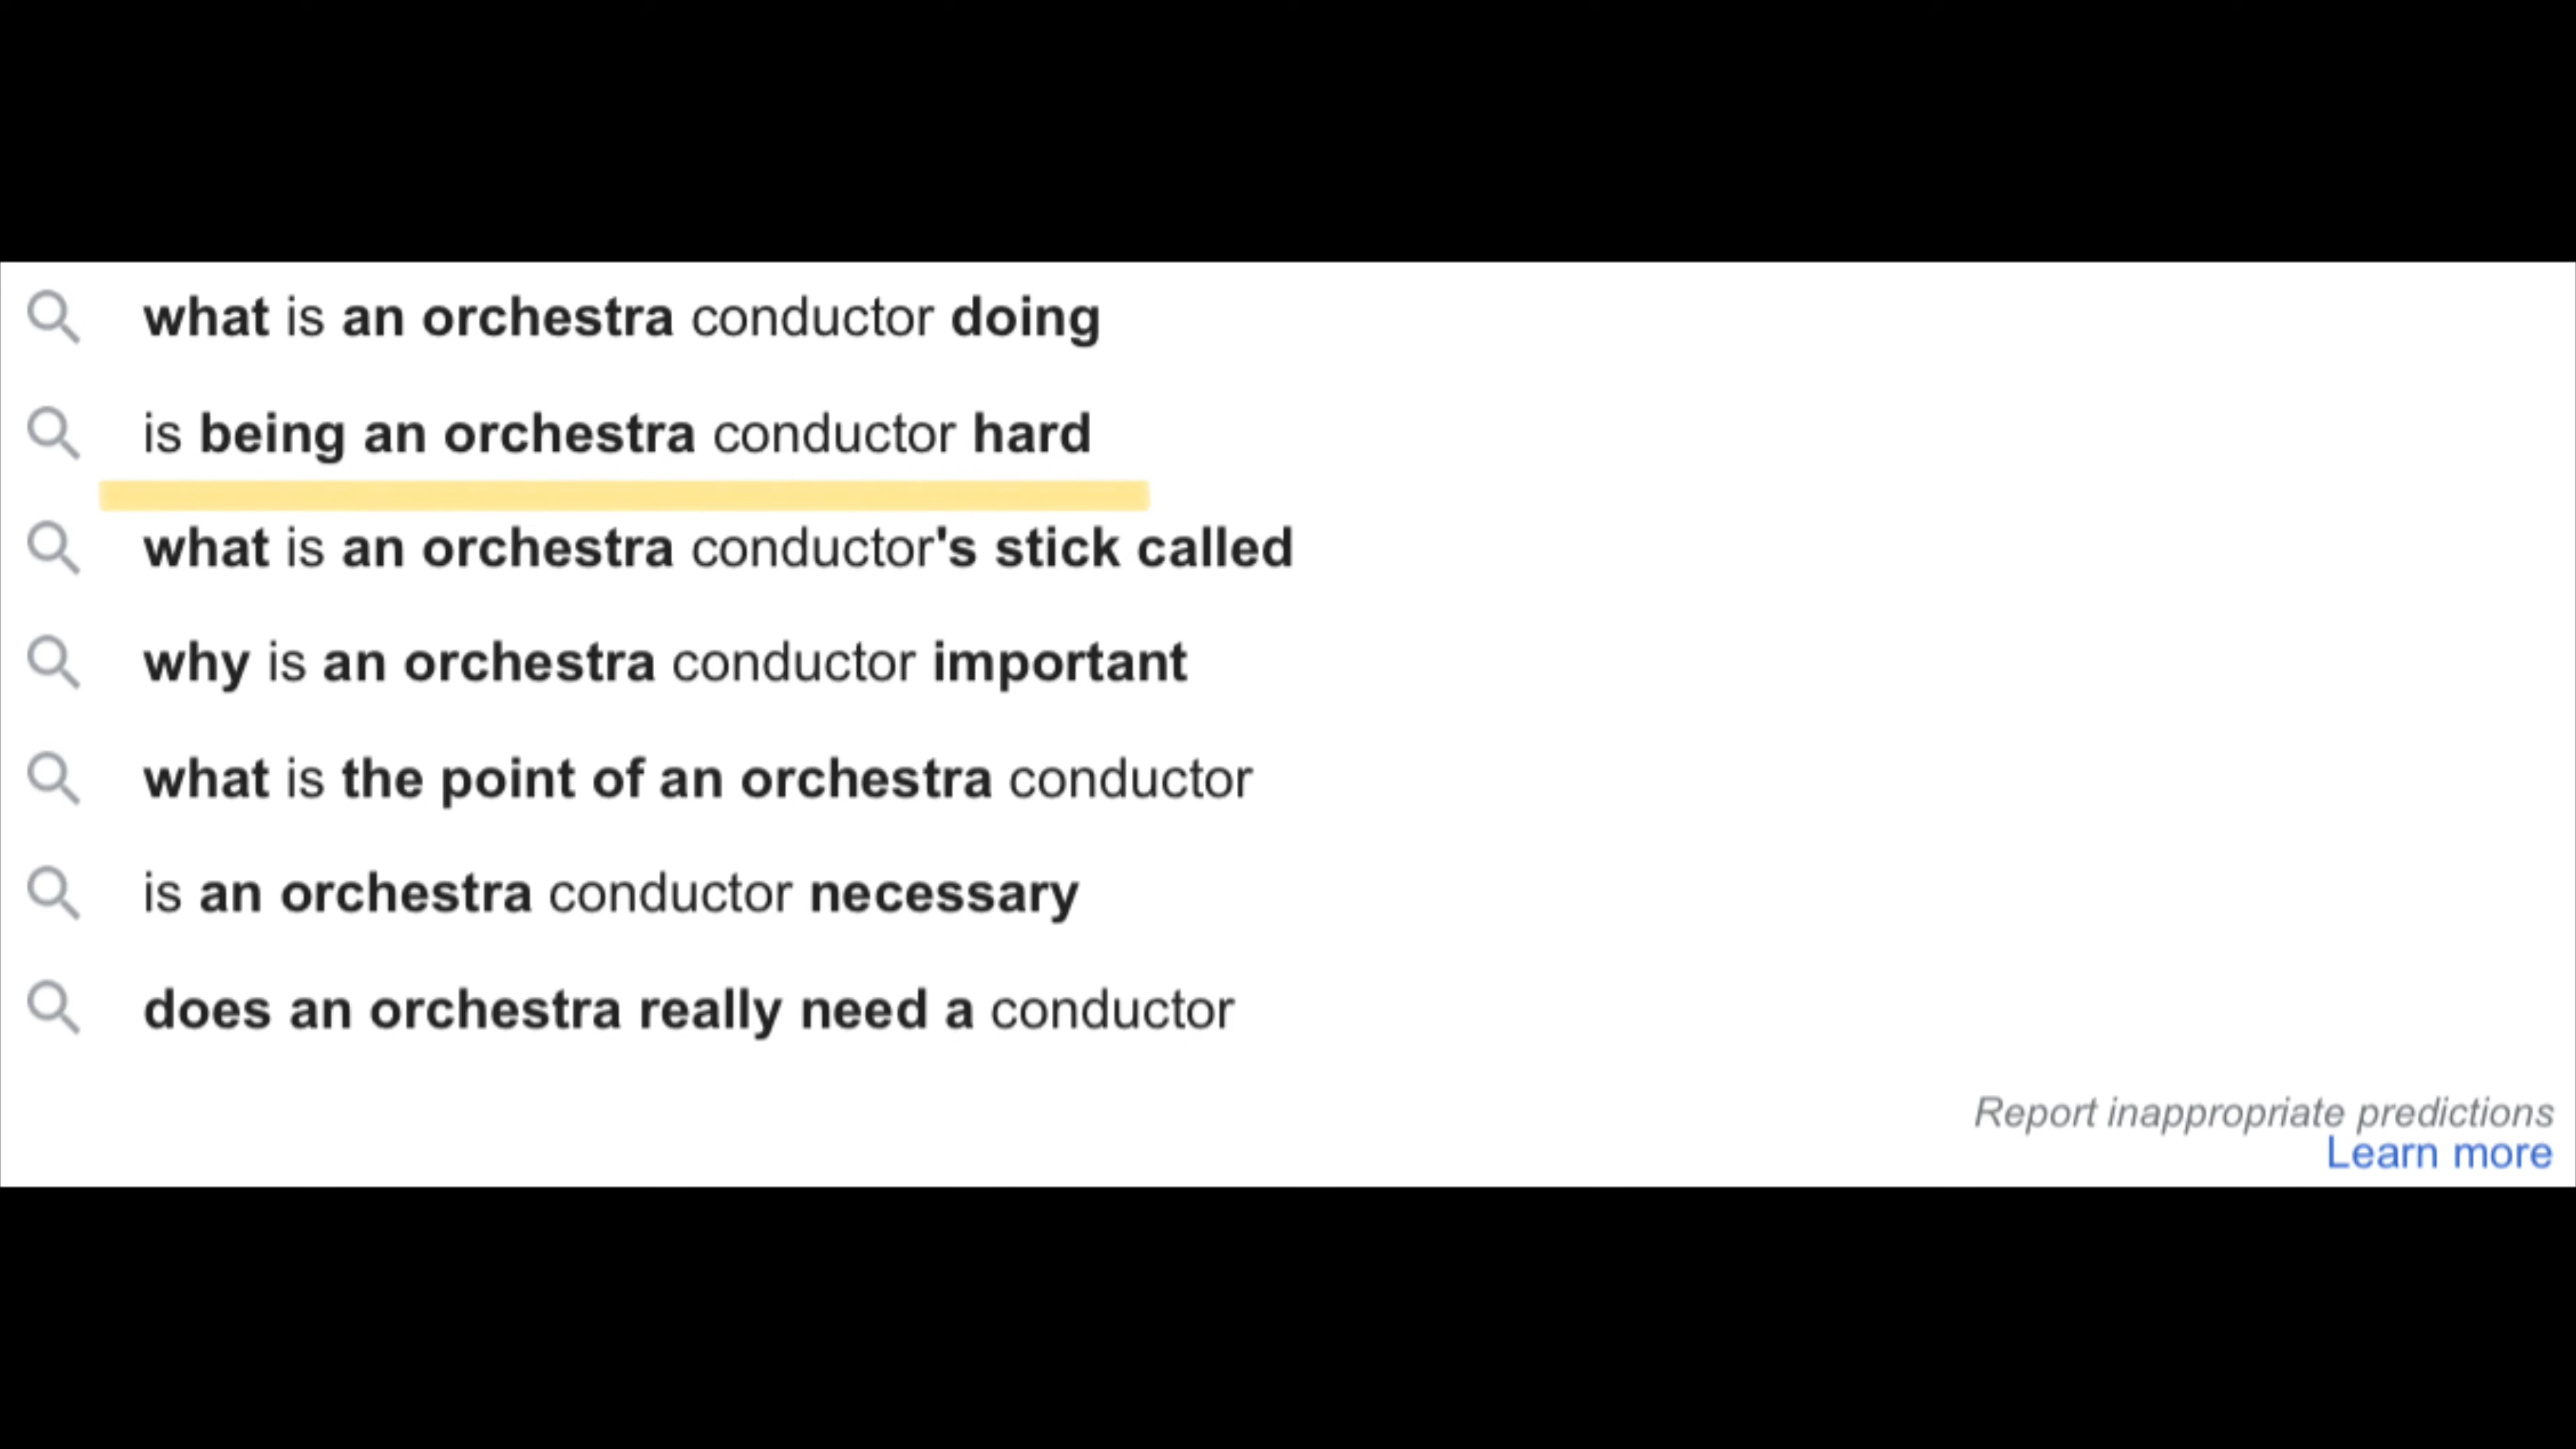 what is an orchestra conductor doing
is being an orchestra conductor hard
what is an orchestra conductor's stick called
why is an orchestra conductor important
what is the point of an orchestra conductor
is an orchestra conductor necessary
does an orchestra really need a conductor
Report inappropriate predictions
Learn more